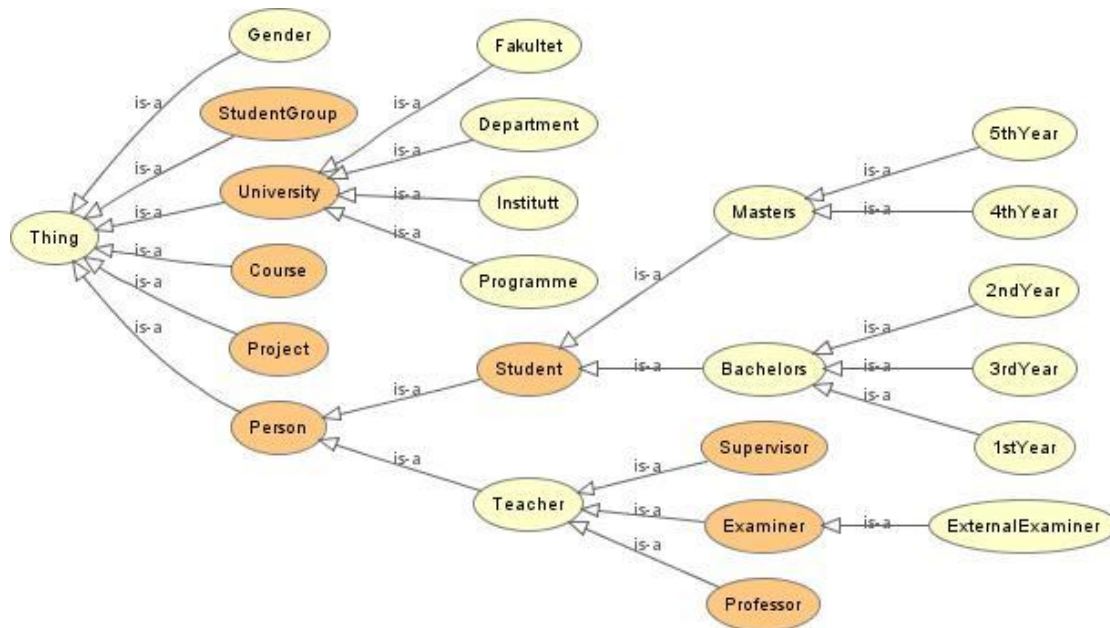 Gender
Fakultet
is-a
is-a
StudentGroup
5thYear
Department
is-a
is-a
is-a
University
is-a
is-a
Institutt
Masters
is-a
4thYear
Thing
is-a
is-a
Course
is-a
Programme
is-a
2ndYear
is-a
is-a
Project
Student
is-a
Bachelors
is-a
3rdYear
is-a
is-a
Person
Supervisor
1stYear
is-a
is-a
Teacher
is-a
Examiner
is-a
ExternalExaminer
is-a
Professor